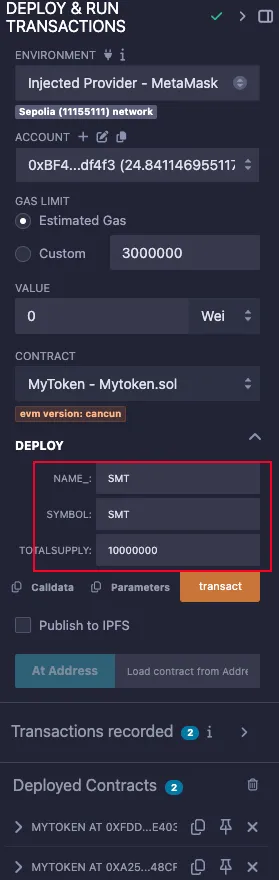 DEPLOY & RUN
TRANSACTIONS
ENVIRONMENT
Injected Provider - MetaMask
Sepolia (11155111) network
ACCOUNT
0xBF4...df4f3 (24.841146955117
GAS LIMIT
Estimated Gas
Custom 3000000
VALUE
0 Wei
CONTRACT
MyToken - Mytoken.sol
evm version: cancun
DEPLOY
NAME_: SMT
SYMBOL: SMT
TOTALSUPPLY: 10000000
Calldata Parameters transact
Publish to IPFS
At Address Load contract from Addre
Transactions recorded 2 i
Deployed Contracts 2
MYTOKEN AT 0XFDD...E403
MYTOKEN AT 0XA25...48CF